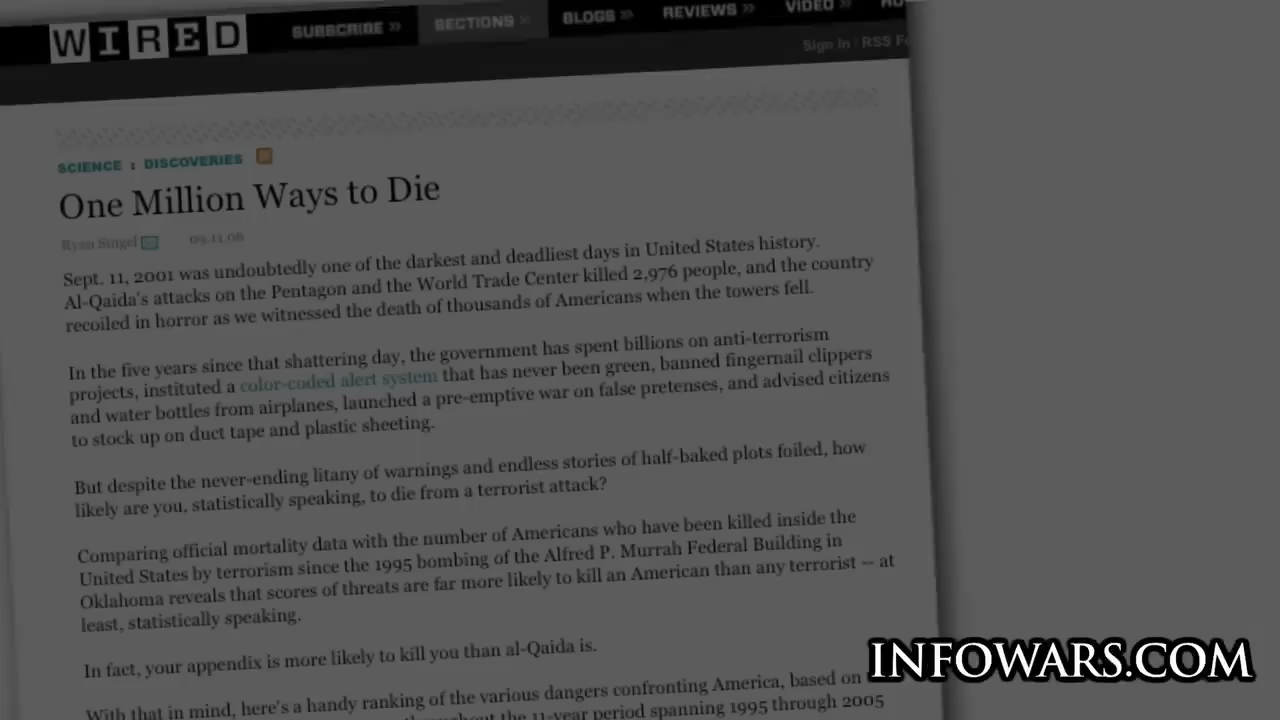 WIRED
SUBSCRIBE »
SECTIONS »
BLOGS »
REVIEWS »
VIDEO »
Sign In | RSS
SCIENCE : DISCOVERIES
One Million Ways to Die
Ryan Singel 09.11.06
Sept. 11, 2001 was undoubtedly one of the darkest and deadliest days in United States history.
Al-Qaida's attacks on the Pentagon and the World Trade Center killed 2,976 people, and the country
recoiled in horror as we witnessed the death of thousands of Americans when the towers fell.
In the five years since that shattering day, the government has spent billions on anti-terrorism
projects, instituted a color-coded alert system that has never been green, banned fingernail clippers
and water bottles from airplanes, launched a pre-emptive war on false pretenses, and advised citizens
to stock up on duct tape and plastic sheeting.
But despite the never-ending litany of warnings and endless stories of half-baked plots foiled, how
likely are you, statistically speaking, to die from a terrorist attack?
Comparing official mortality data with the number of Americans who have been killed inside the
United States by terrorism since the 1995 bombing of the Alfred P. Murrah Federal Building in
Oklahoma reveals that scores of threats are far more likely to kill an American than any terrorist -- at
least, statistically speaking.
In fact, your appendix is more likely to kill you than al-Qaida is.
With that in mind, here's a handy ranking of the various dangers confronting America, based on
the 11-year period spanning 1995 through 2005
INFOWARS.COM